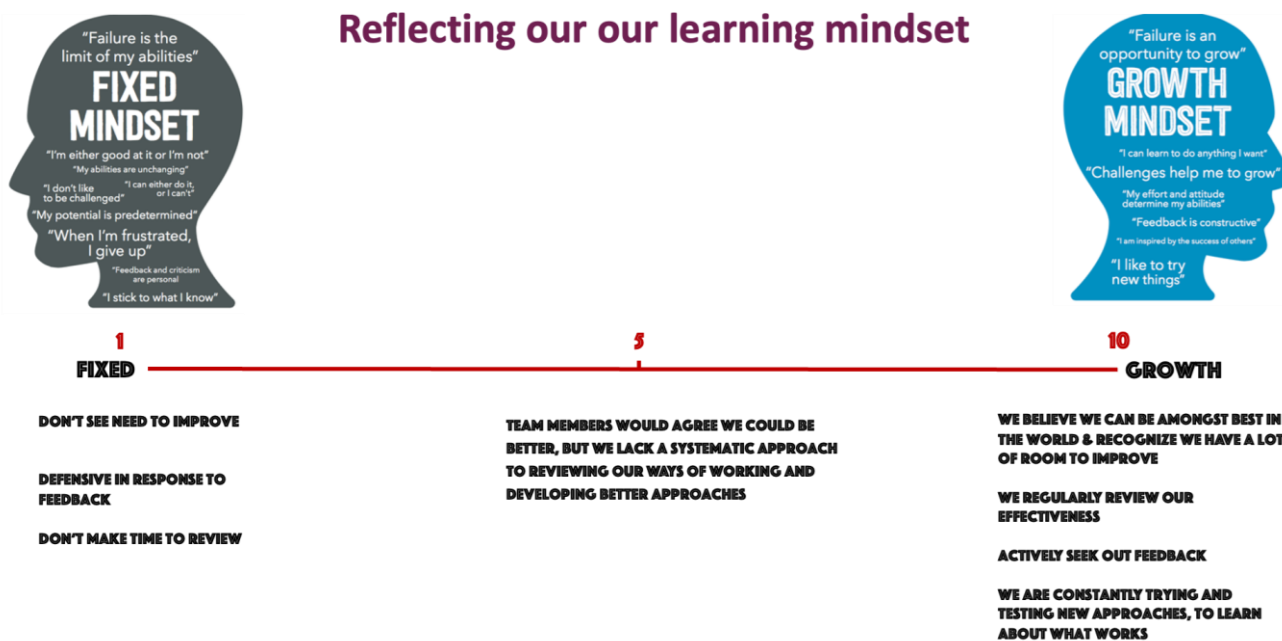 Reflecting our our learning mindset
"Failure is the
limit of my abilities"
FIXED
MINDSET
"I'm either good at it or I'm not"
"My abilities are unchanging"
"I don't like
to be challenged"
"I can either do it,
or I can't"
"My potential is predetermined"
"When I'm frustrated,
I give up"
"Feedback and criticism
are personal
"I stick to what I know"
"Failure is an
opportunity to grow"
GROWTH
MINDSET
"I can learn to do anything I want"
"Challenges help me to grow"
"My effort and attitude
determine my abilities"
"Feedback is constructive"
"I am inspired by the success of others"
"I like to try
new things"
1
5
10
FIXED
GROWTH
DON'T SEE NEED TO IMPROVE
DEFENSIVE IN RESPONSE TO
FEEDBACK
DON'T MAKE TIME TO REVIEW
TEAM MEMBERS WOULD AGREE WE COULD BE
BETTER, BUT WE LACK A SYSTEMATIC APPROACH
TO REVIEWING OUR WAYS OF WORKING AND
DEVELOPING BETTER APPROACHES
WE BELIEVE WE CAN BE AMONGST BEST IN
THE WORLD & RECOGNIZE WE HAVE A LOT
OF ROOM TO IMPROVE
WE REGULARLY REVIEW OUR
EFFECTIVENESS
ACTIVELY SEEK OUT FEEDBACK
WE ARE CONSTANTLY TRYING AND
TESTING NEW APPROACHES, TO LEARN
ABOUT WHAT WORKS